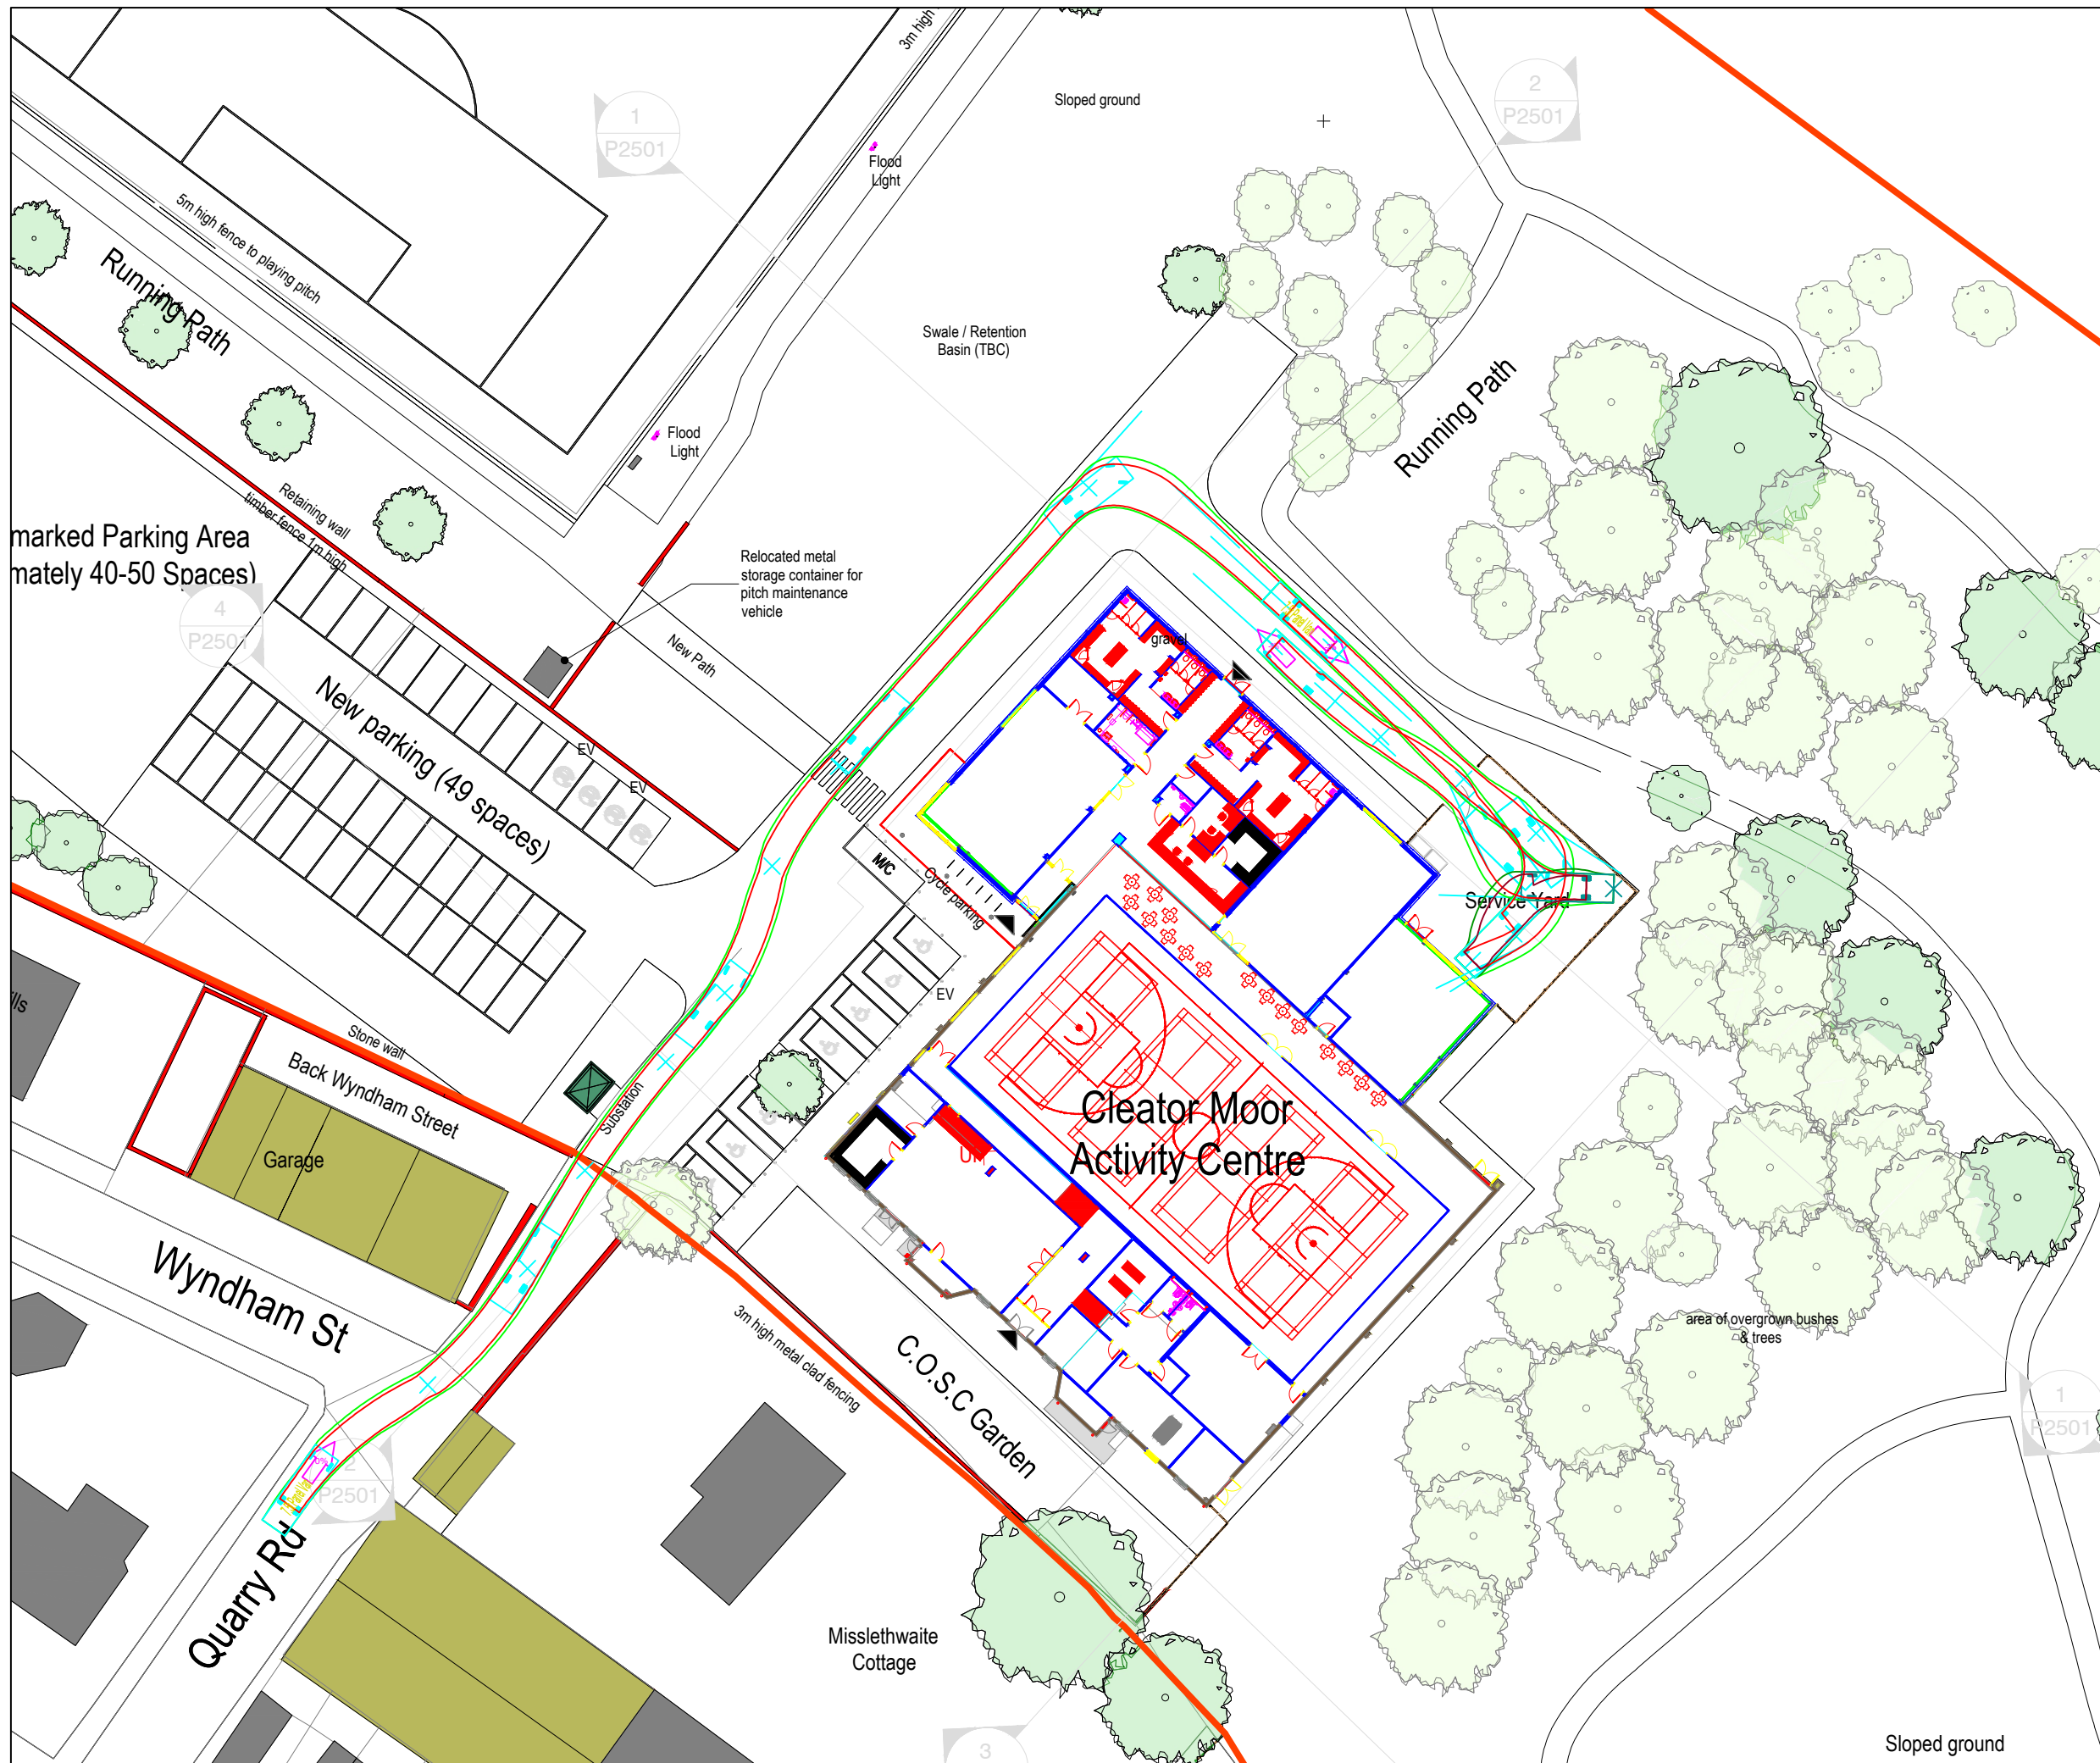 3m high
Sloped ground
1
P2501
2
P2501
Flood
Light
5m high fence to playing pitch
Running Path
Swale / Retention
Basin (TBC)
Running Path
Flood
Light
Retaining wall
timber fence 1m high
marked Parking Area
mately 40-50 Spaces)
Relocated metal
storage container for
pitch maintenance
vehicle
4
P2501
gravel
New Path
New parking (49 spaces)
EV
EV
M/C
Cycle parking
Service Yard
EV
Stone wall
Back Wyndham Street
Substation
Garage
Cleator Moor
Activity Centre
Wyndham St
3m high metal clad fencing
C.O.S.C Garden
area of overgrown bushes
& trees
1
P2501
2
P2501
Quarry Rd
Misslethwaite
Cottage
3
Sloped ground